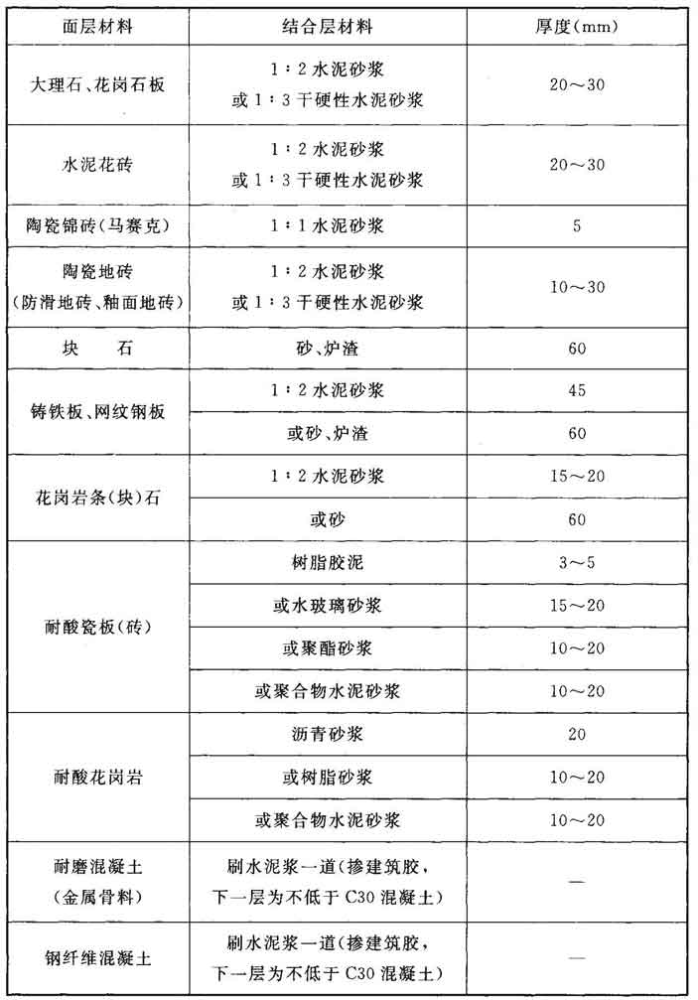 面层材料 结合层材料 厚度(mm)
大理石、花岗石板 1∶2水泥砂浆 20～30
或1∶3干硬性水泥砂浆
水泥花砖 1∶2水泥砂浆 20～30
或1∶3干硬性水泥砂浆
陶瓷锦砖(马赛克) 1∶1水泥砂浆 5
陶瓷地砖 1∶2水泥砂浆 10～30
(防滑地砖、釉面地砖) 或1∶3干硬性水泥砂浆
块 石 砂、炉渣 60
铸铁板、网纹钢板 1∶2水泥砂浆 45
或砂、炉渣 60
花岗岩条(块)石 1∶2水泥砂浆 15～20
或砂 60
耐酸瓷板(砖) 树脂胶泥 3～5
或水玻璃砂浆 15～20
或聚酯砂浆 10～20
或聚合物水泥砂浆 10～20
耐酸花岗岩 沥青砂浆 20
或树脂砂浆 10～20
或聚合物水泥砂浆 10～20
耐磨混凝土 刷水泥浆一道(掺建筑胶, —
(金属骨料) 下一层为不低于C30混凝土)
钢纤维混凝土 刷水泥浆一道(掺建筑胶, —
下一层为不低于C30混凝土)